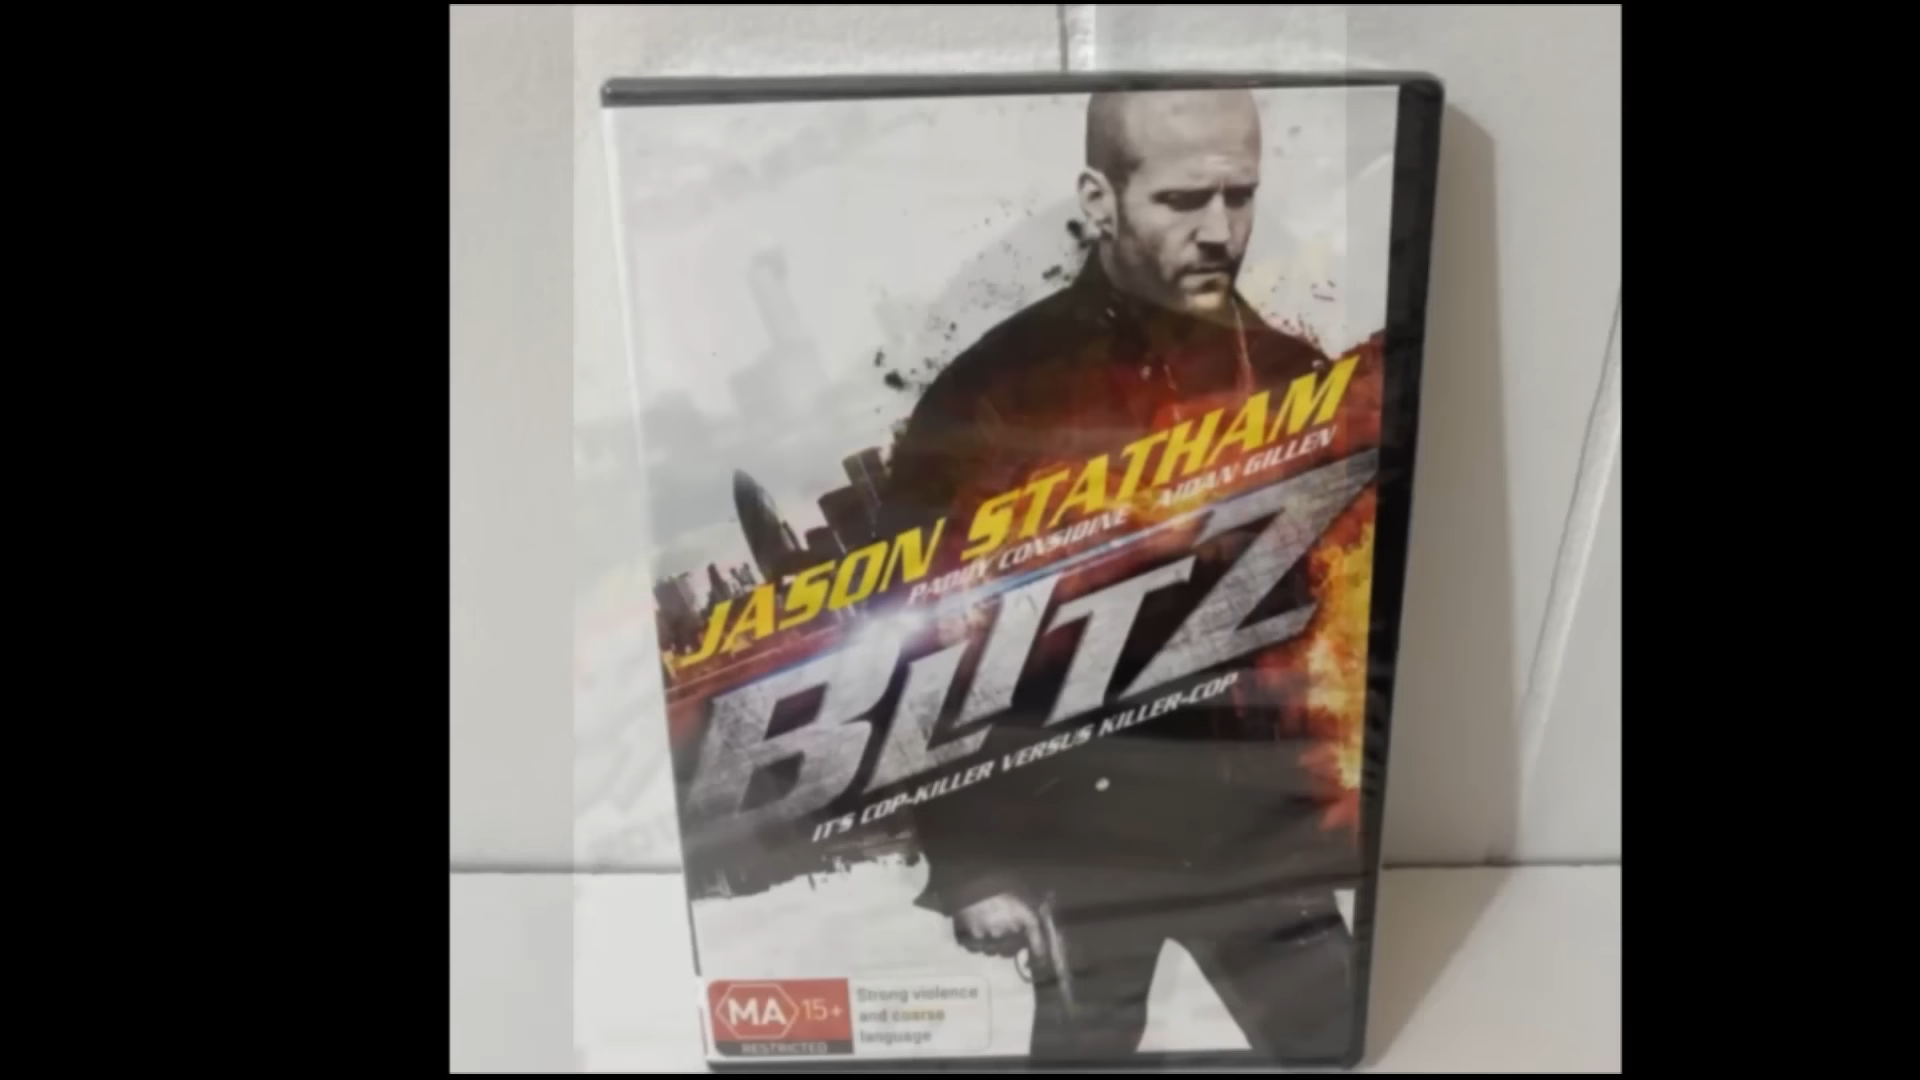 JASON STATHAM
PADDY CONSIDINE AIDAN GILLEN
BLITZ
IT'S COP-KILLER VERSUS KILLER-COP
MA 15+
RESTRICTED
Strong violence
and coarse
language